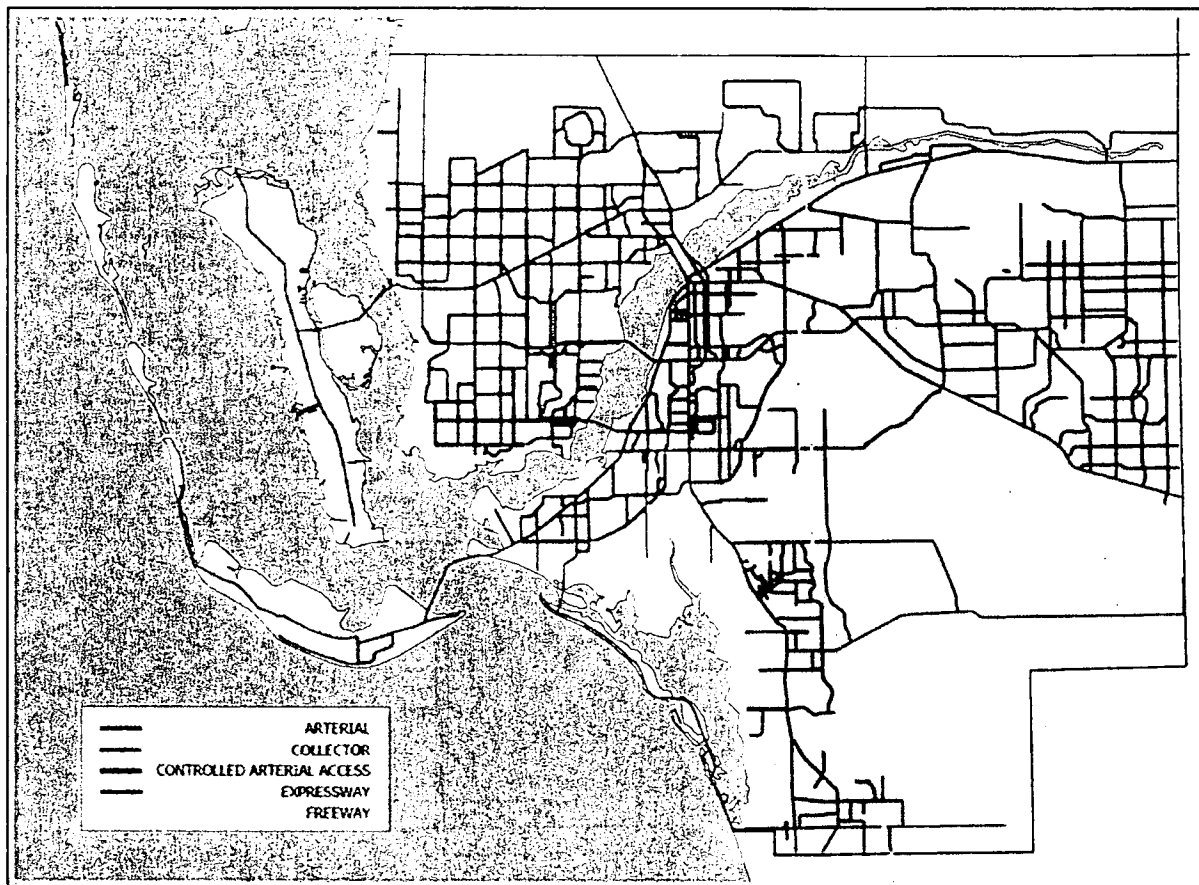 ARTERIAL
COLLECTOR
CONTROLLED ARTERIAL ACCESS
EXPRESSWAY
FREEWAY